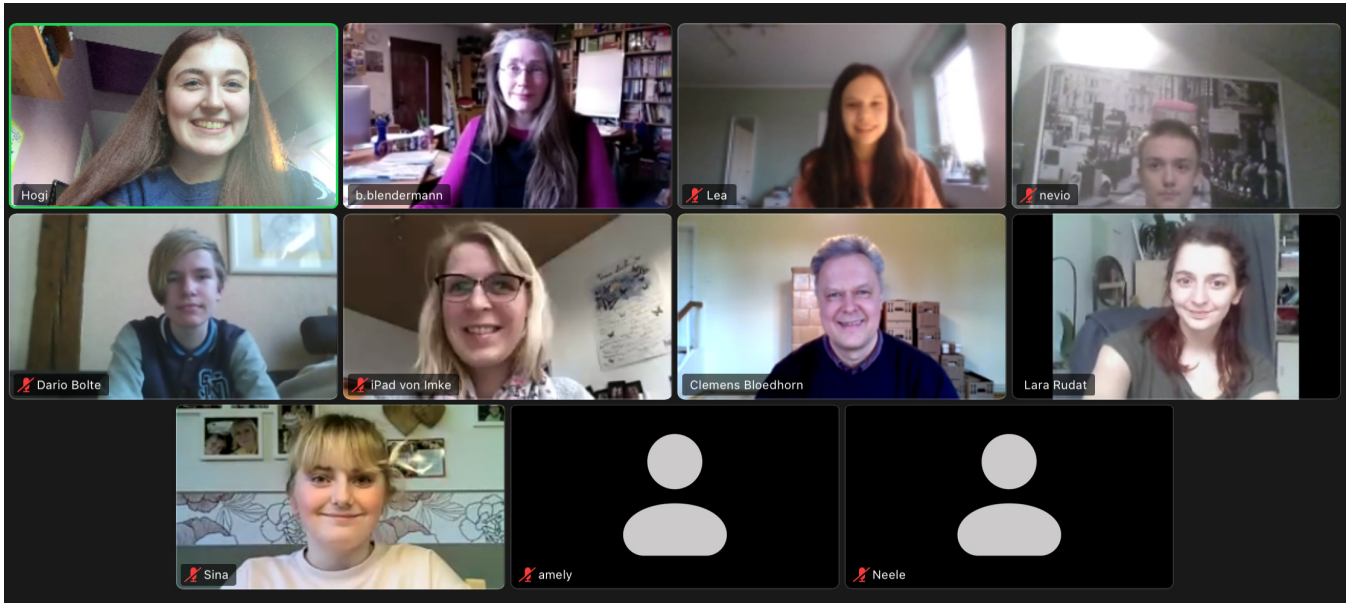 Hogi
b.blendermann
Lea
nevio
Dario Bolte
iPad von Imke
Clemens Bloedhorn
Lara Rudat
Sina
amely
Neele